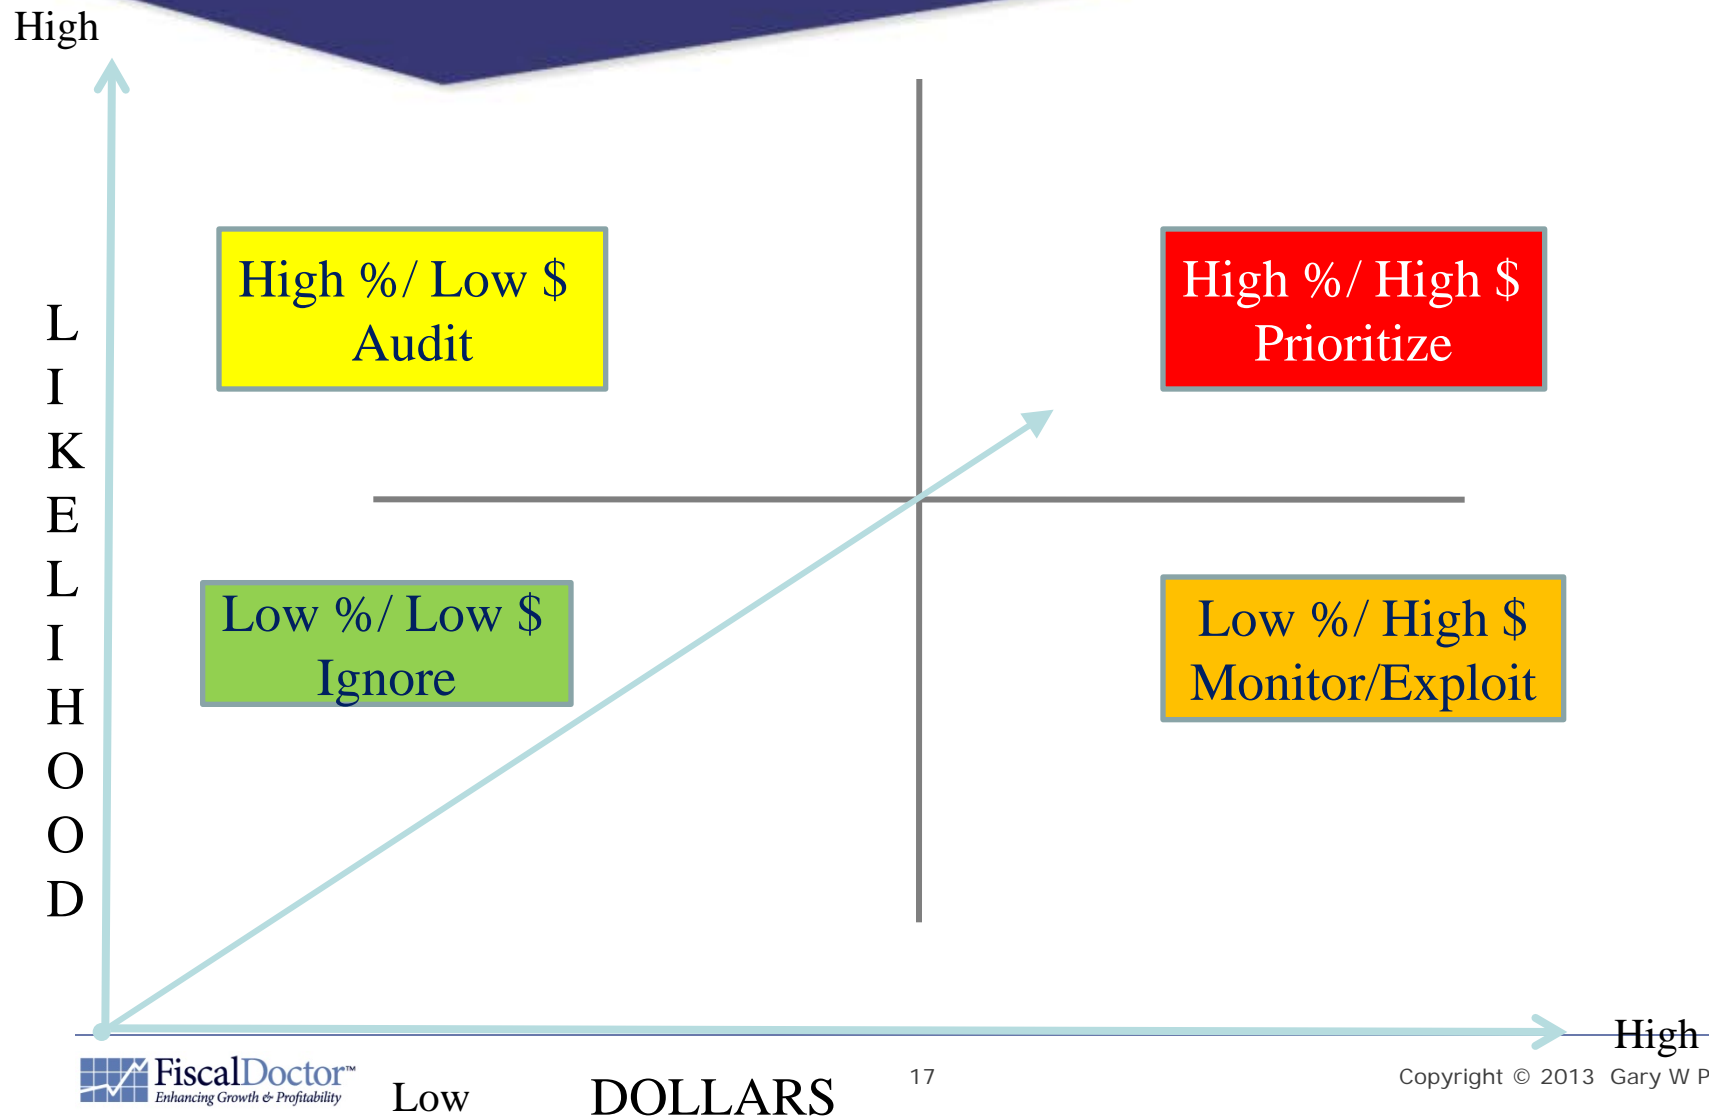 High
High %/ Low $
Audit
High %/ High $
Prioritize
L
I
K
E
L
I
H
O
O
D
Low %/ Low $
Ignore
Low %/ High $
Monitor/Exploit
High
FiscalDoctor™
Enhancing Growth & Profitability
Low
DOLLARS
17
Copyright © 2013 Gary W P